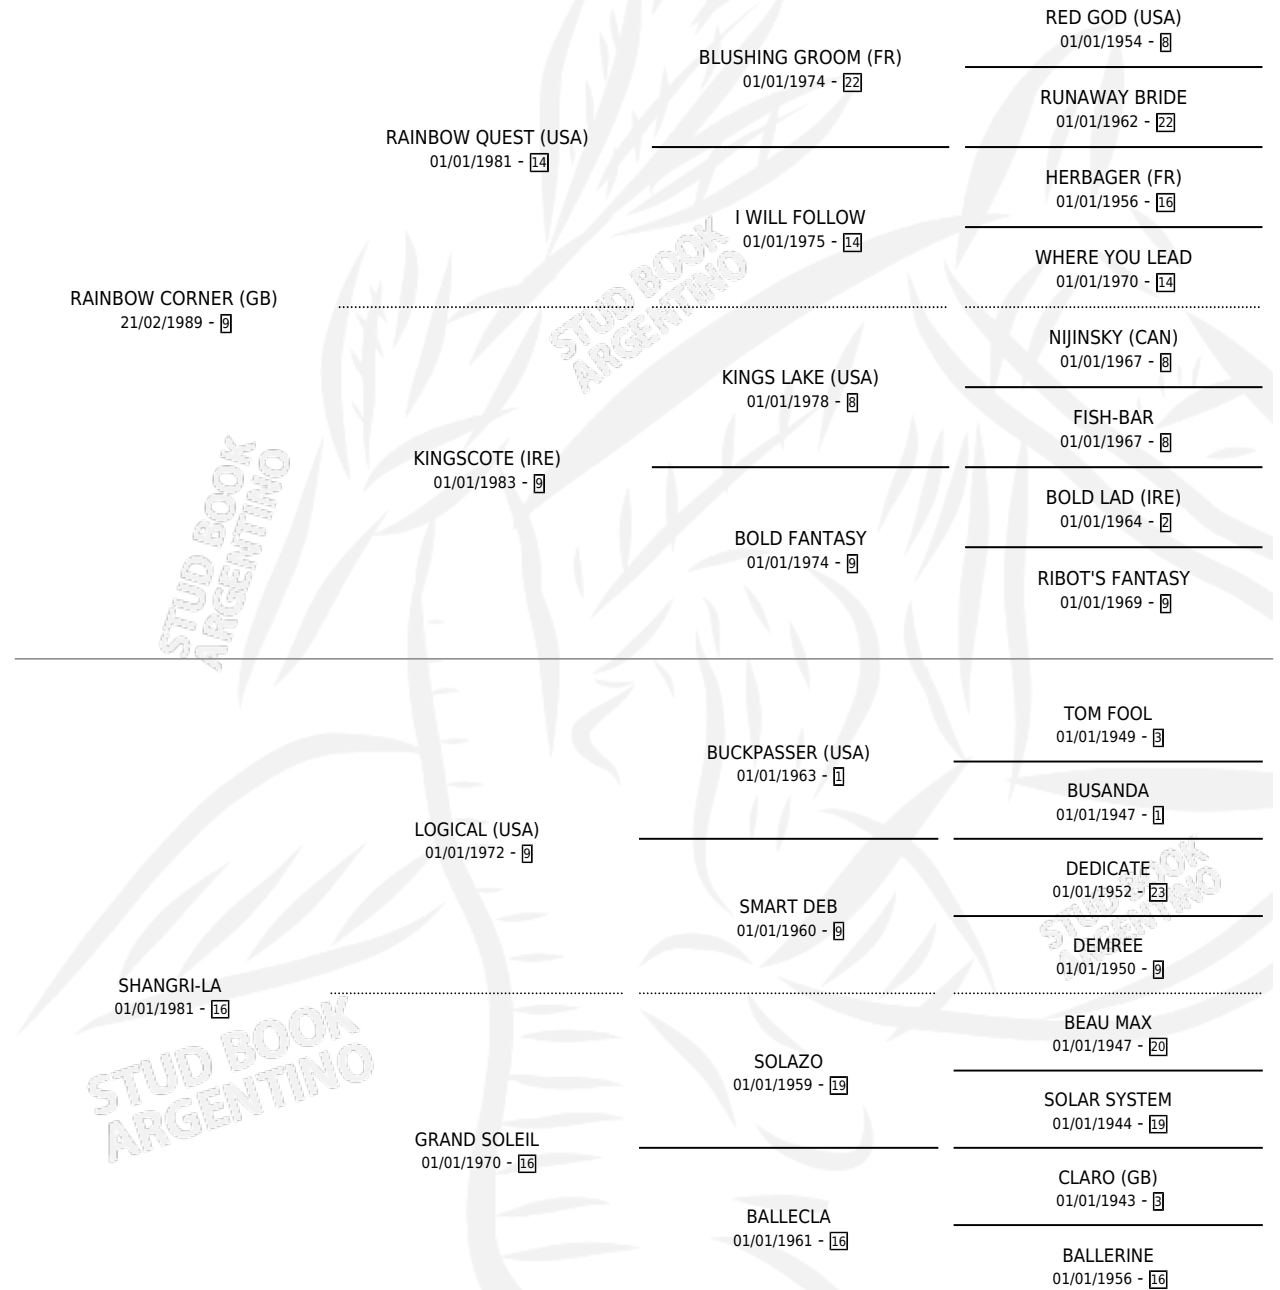 RED GOD (USA)
01/01/1954 - 8
BLUSHING GROOM (FR)
01/01/1974 - 22
RUNAWAY BRIDE
01/01/1962 - 22
RAINBOW QUEST (USA)
01/01/1981 - 14
HERBAGER (FR)
01/01/1956 - 16
I WILL FOLLOW
01/01/1975 - 14
WHERE YOU LEAD
01/01/1970 - 14
RAINBOW CORNER (GB)
21/02/1989 - 9
NIJINSKY (CAN)
01/01/1967 - 8
KINGS LAKE (USA)
01/01/1978 - 8
FISH-BAR
01/01/1967 - 8
KINGSCOTE (IRE)
01/01/1983 - 9
BOLD LAD (IRE)
01/01/1964 - 2
BOLD FANTASY
01/01/1974 - 9
RIBOT'S FANTASY
01/01/1969 - 9
TOM FOOL
01/01/1949 - 3
BUCKPASSER (USA)
01/01/1963 - 1
BUSANDA
01/01/1947 - 1
LOGICAL (USA)
01/01/1972 - 9
DEDICATE
01/01/1952 - 23
SMART DEB
01/01/1960 - 9
DEMREE
01/01/1950 - 9
SHANGRI-LA
01/01/1981 - 16
BEAU MAX
01/01/1947 - 20
SOLAZO
01/01/1959 - 19
SOLAR SYSTEM
01/01/1944 - 19
GRAND SOLEIL
01/01/1970 - 16
CLARO (GB)
01/01/1943 - 3
BALLECLA
01/01/1961 - 16
BALLERINE
01/01/1956 - 16
STUD BOOK
ARGENTINO
STUD BOOK
ARGENTINO
STUD BOOK
ARGENTINO
STUD BOOK
ARGENTINO